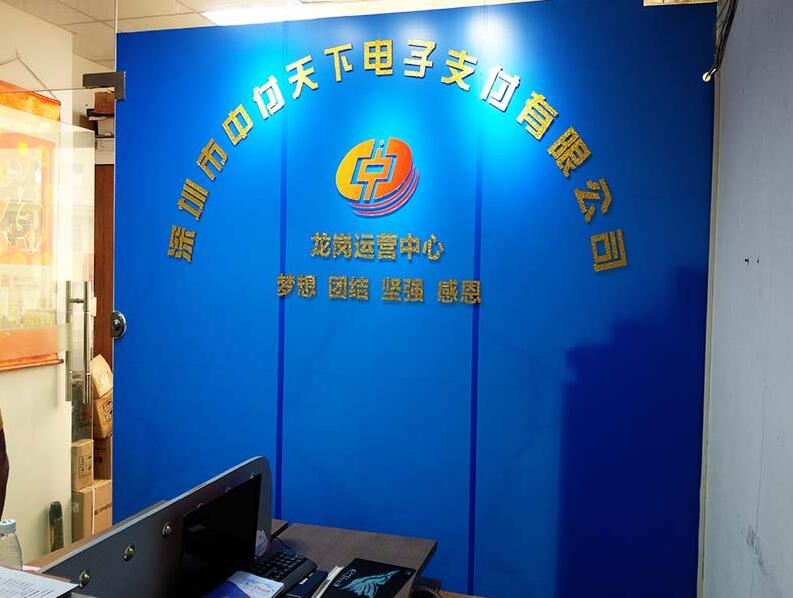 深圳市中付天下电子支付有限公司
龙岗运营中心
梦想 团结 坚强 感恩